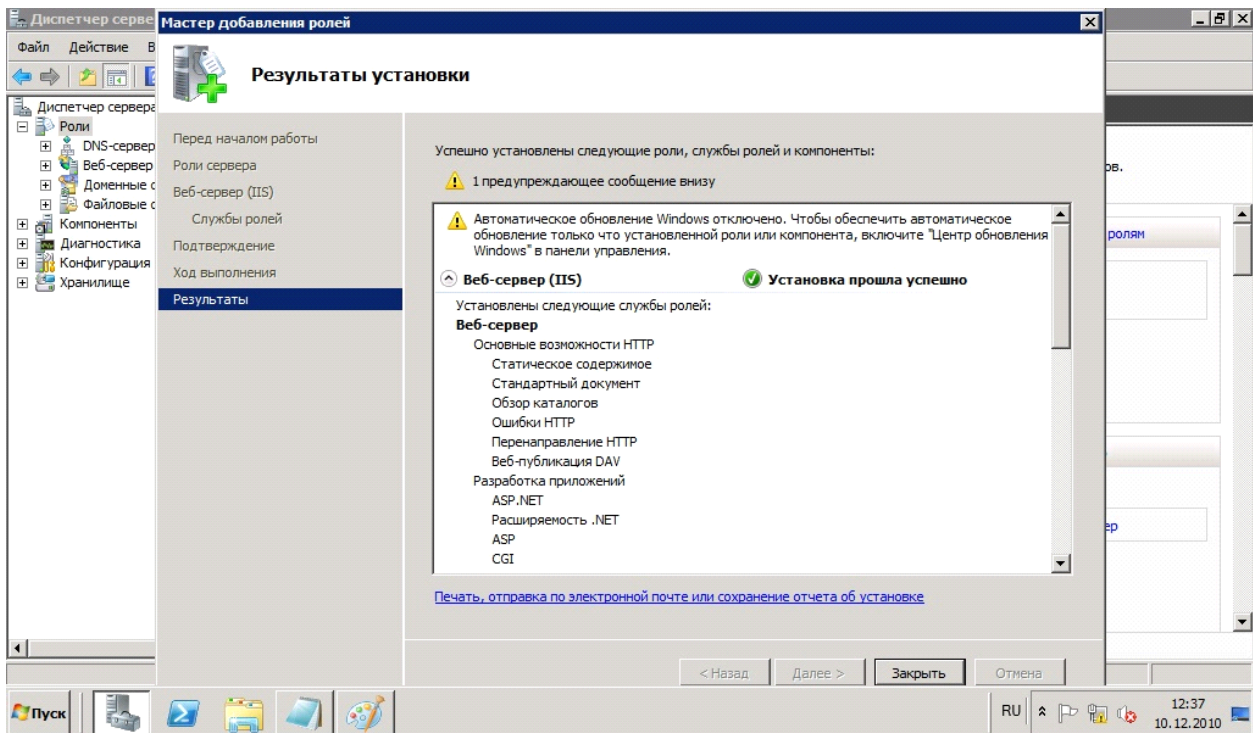 Диспетчер серве
Мастер добавления ролей
Файл Действие В
Результаты установки
Диспетчер сервера
Роли
DNS-сервер
Веб-сервер
Доменные с
Файловые с
Компоненты
Диагностика
Конфигурация
Хранилище
Перед началом работы
Роли сервера
Веб-сервер (IIS)
Службы ролей
Подтверждение
Ход выполнения
Результаты
Успешно установлены следующие роли, службы ролей и компоненты:
1 предупреждающее сообщение внизу
Автоматическое обновление Windows отключено. Чтобы обеспечить автоматическое
обновление только что установленной роли или компонента, включите "Центр обновления
Windows" в панели управления.
Веб-сервер (IIS) Установка прошла успешно
Установлены следующие службы ролей:
Веб-сервер
Основные возможности HTTP
Статическое содержимое
Стандартный документ
Обзор каталогов
Ошибки HTTP
Перенаправление HTTP
Веб-публикация DAV
Разработка приложений
ASP.NET
Расширяемость .NET
ASP
CGI
Печать, отправка по электронной почте или сохранение отчета об установке
< Назад Далее > Закрыть Отмена
ов.
ролям
ер
Пуск
RU
12:37
10.12.2010